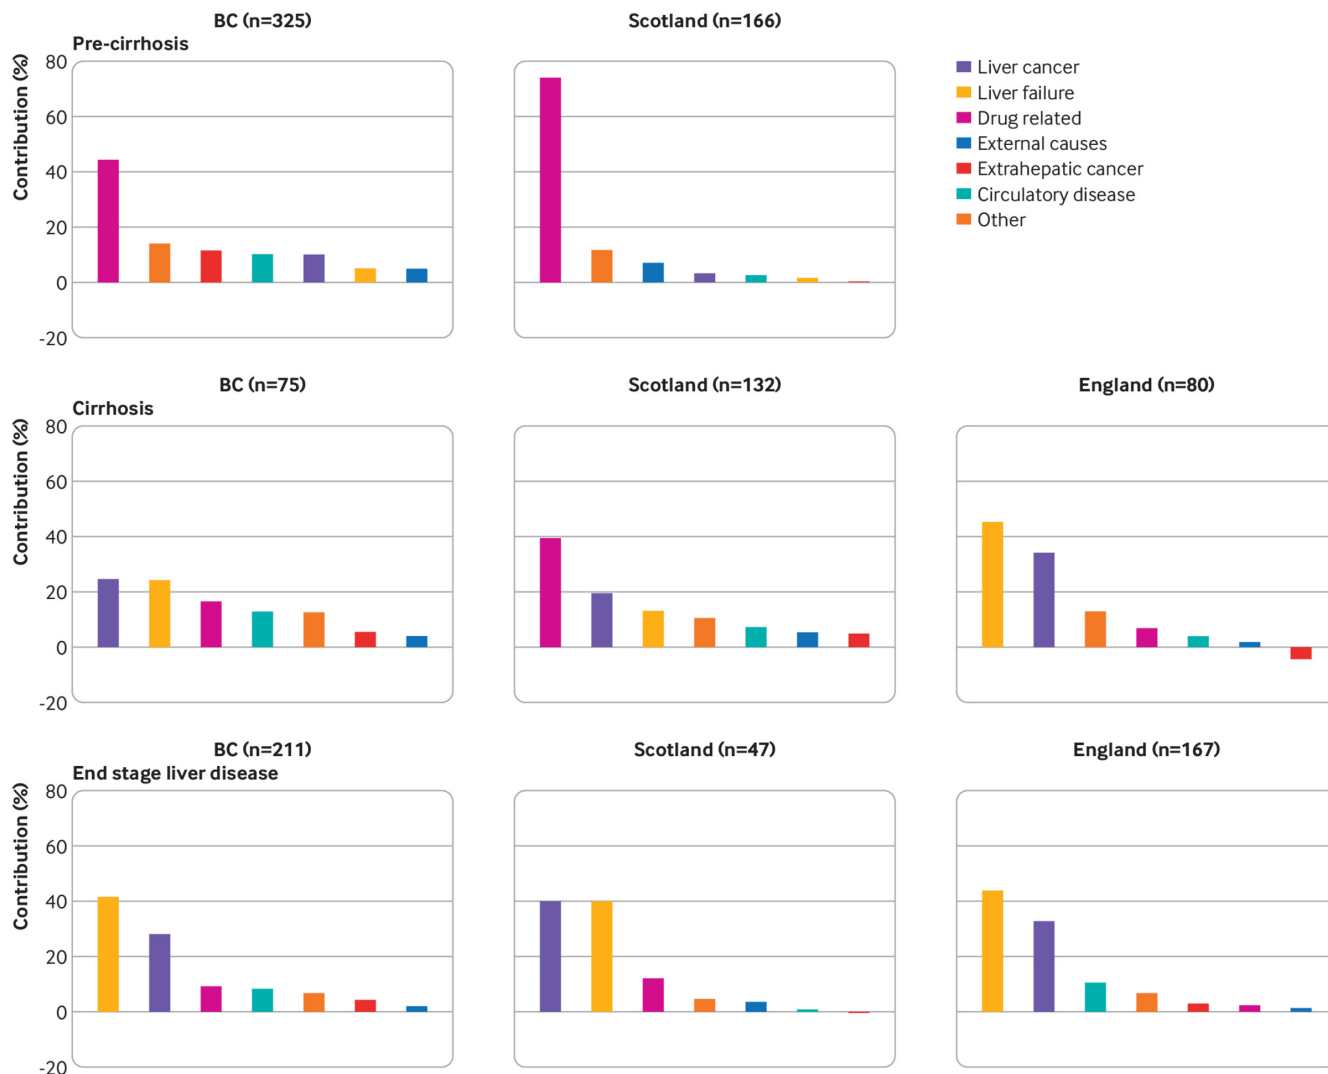 BC (n=325)
Scotland (n=166)
Pre-cirrhosis
Contribution (%)
80
60
40
20
0
-20
Liver cancer
Liver failure
Drug related
External causes
Extrahepatic cancer
Circulatory disease
Other
BC (n=75)
Scotland (n=132)
England (n=80)
Cirrhosis
Contribution (%)
80
60
40
20
0
-20
BC (n=211)
Scotland (n=47)
England (n=167)
End stage liver disease
Contribution (%)
80
60
40
20
0
-20